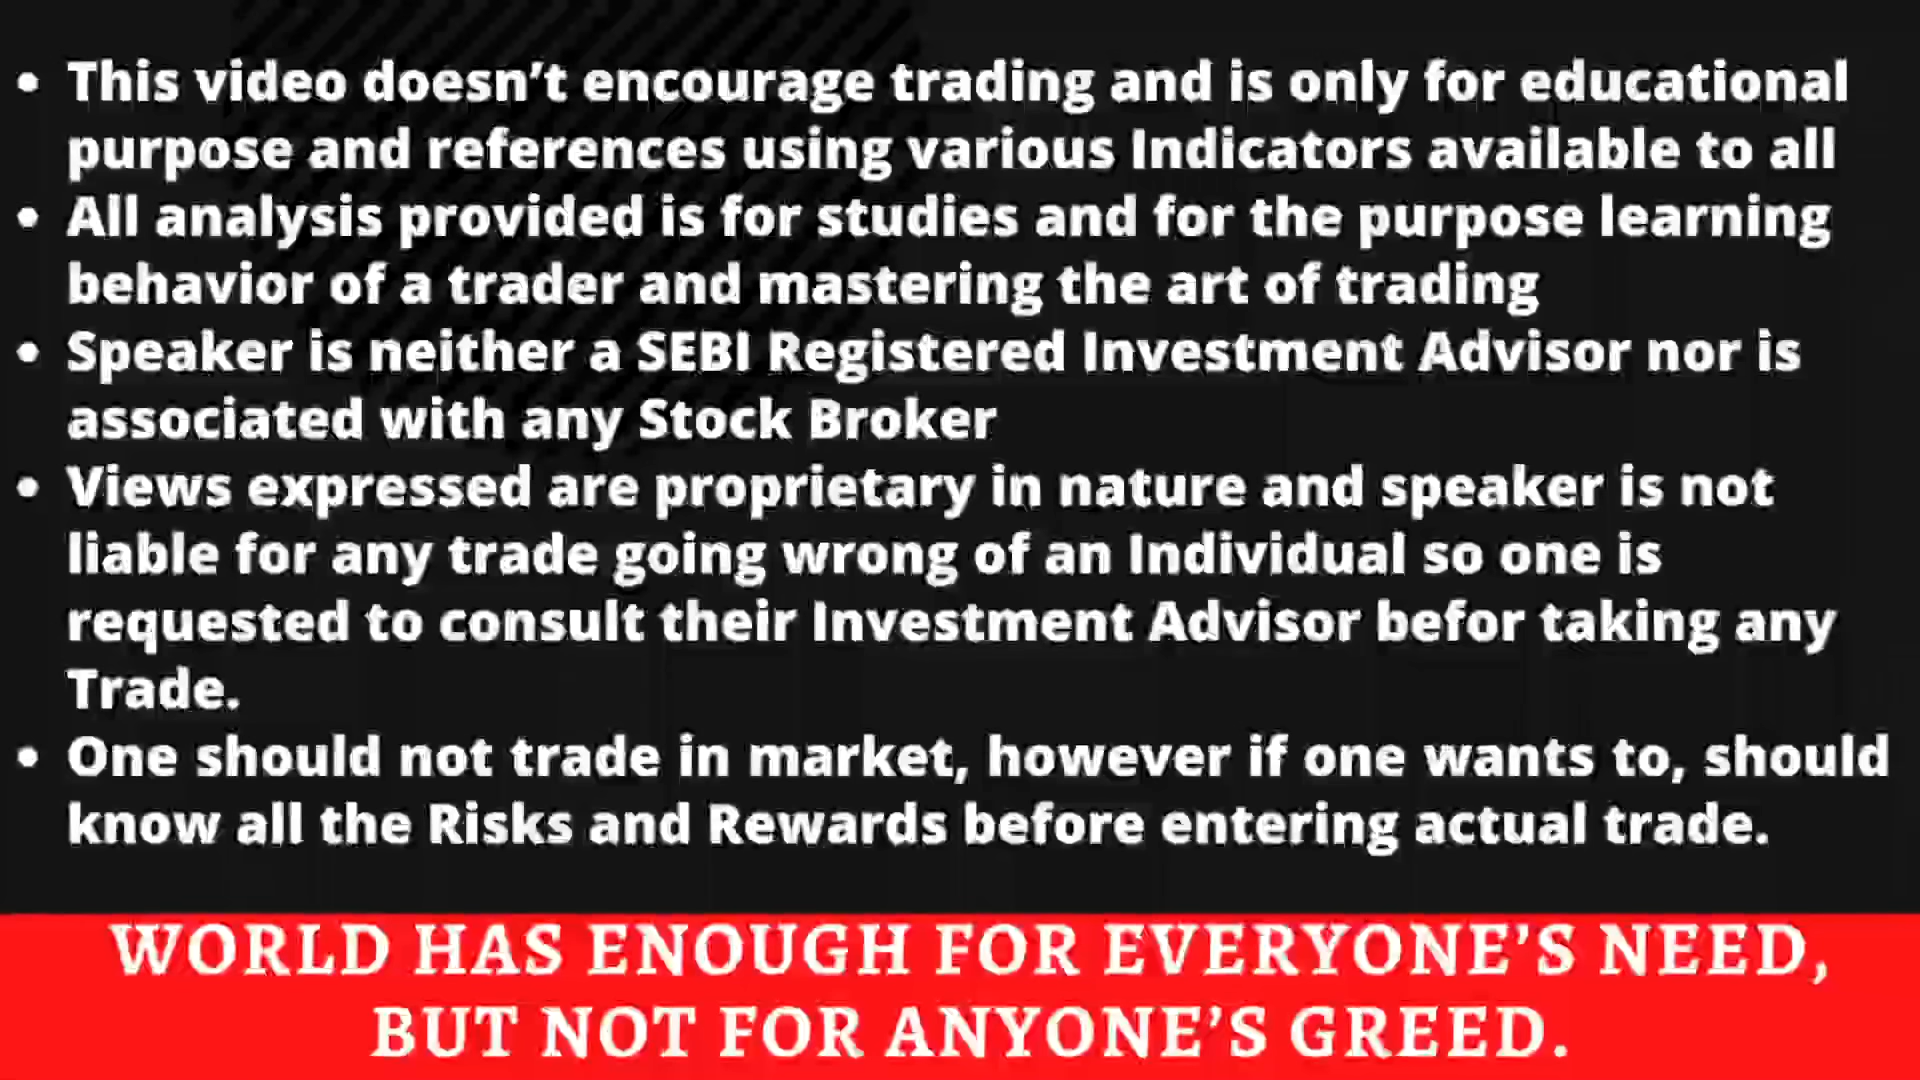 • This video doesn’t encourage trading and is only for educational
purpose and references using various Indicators available to all
• All analysis provided is for studies and for the purpose learning
behavior of a trader and mastering the art of trading
• Speaker is neither a SEBI Registered Investment Advisor nor is
associated with any Stock Broker
• Views expressed are proprietary in nature and speaker is not
liable for any trade going wrong of an Individual so one is
requested to consult their Investment Advisor befor taking any
Trade.
• One should not trade in market, however if one wants to, should
know all the Risks and Rewards before entering actual trade.
WORLD HAS ENOUGH FOR EVERYONE’S NEED,
BUT NOT FOR ANYONE’S GREED.